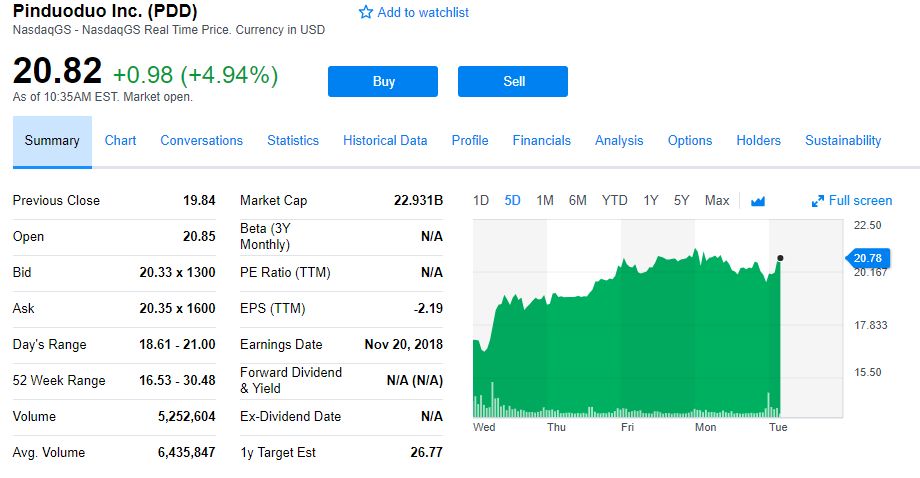 Pinduoduo Inc. (PDD)
Add to watchlist
NasdaqGS - NasdaqGS Real Time Price. Currency in USD
20.82 +0.98 (+4.94%)
Buy
Sell
As of 10:35AM EST. Market open.
Summary Chart Conversations Statistics Historical Data Profile Financials Analysis Options Holders Sustainability
Previous Close 19.84
Open 20.85
Bid 20.33 x 1300
Ask 20.35 x 1600
Day's Range 18.61 - 21.00
52 Week Range 16.53 - 30.48
Volume 5,252,604
Avg. Volume 6,435,847
Market Cap 22.931B
Beta (3Y
Monthly) N/A
PE Ratio (TTM) N/A
EPS (TTM) -2.19
Earnings Date Nov 20, 2018
Forward Dividend
& Yield N/A (N/A)
Ex-Dividend Date N/A
1y Target Est 26.77
1D 5D 1M 6M YTD 1Y 5Y Max Full screen
22.50
20.78
20.167
17.833
15.50
Wed Thu Fri Mon Tue